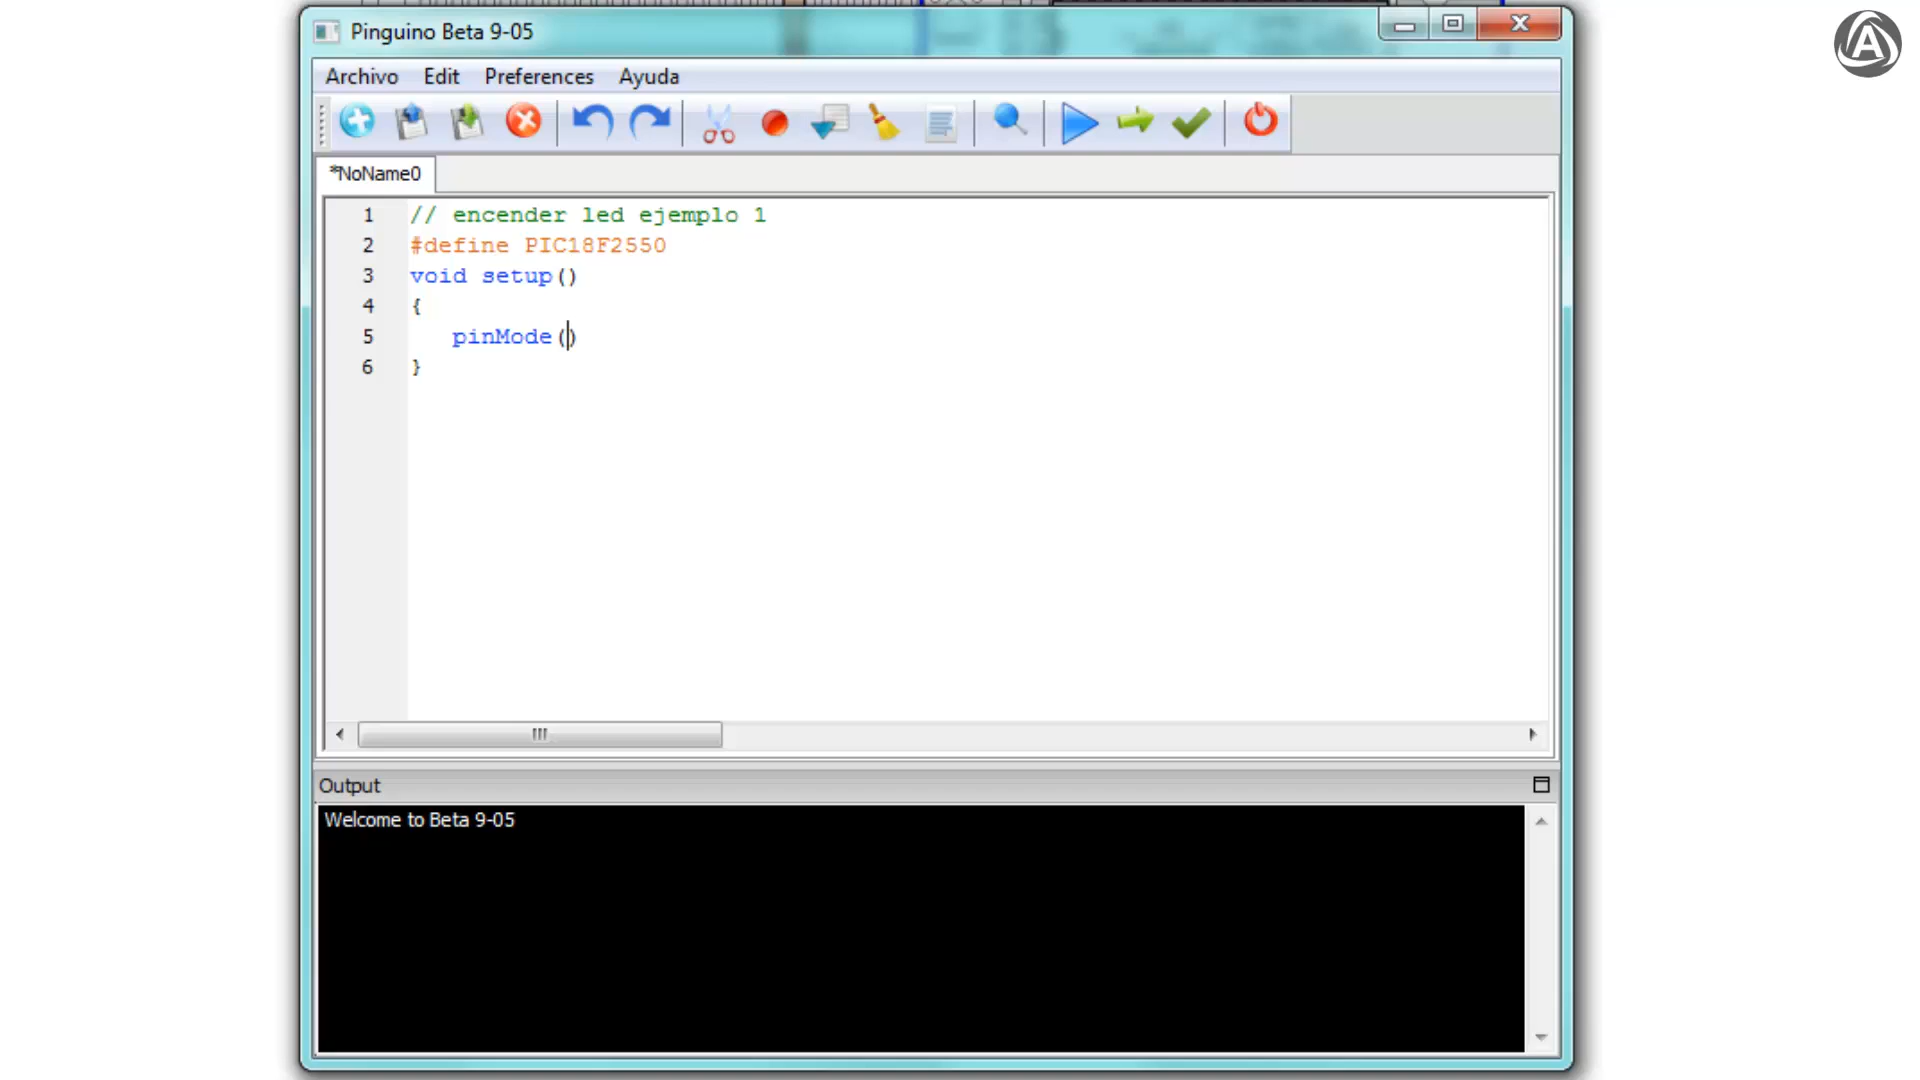 Pinguino Beta 9-05
Archivo Edit Preferences Ayuda
*NoName0
1 // encender led ejemplo 1
2 #define PIC18F2550
3 void setup()
4 {
5 pinMode()
6 }
Output
Welcome to Beta 9-05